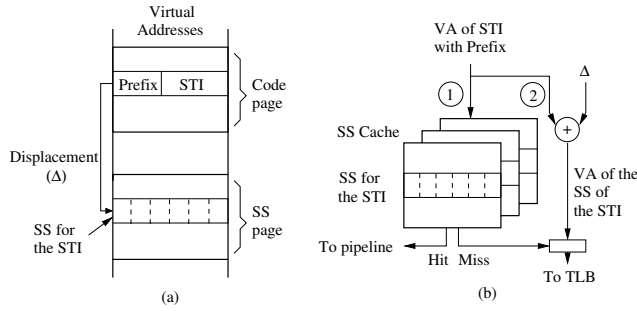 Virtual
Addresses
Prefix
STI
Code
page
Displacement
(Δ)
SS for
the STI
SS
page
(a)
VA of STI
with Prefix
1
2
Δ
+
SS Cache
SS for
the STI
VA of the
SS of
the STI
To pipeline
Hit
Miss
To TLB
(b)